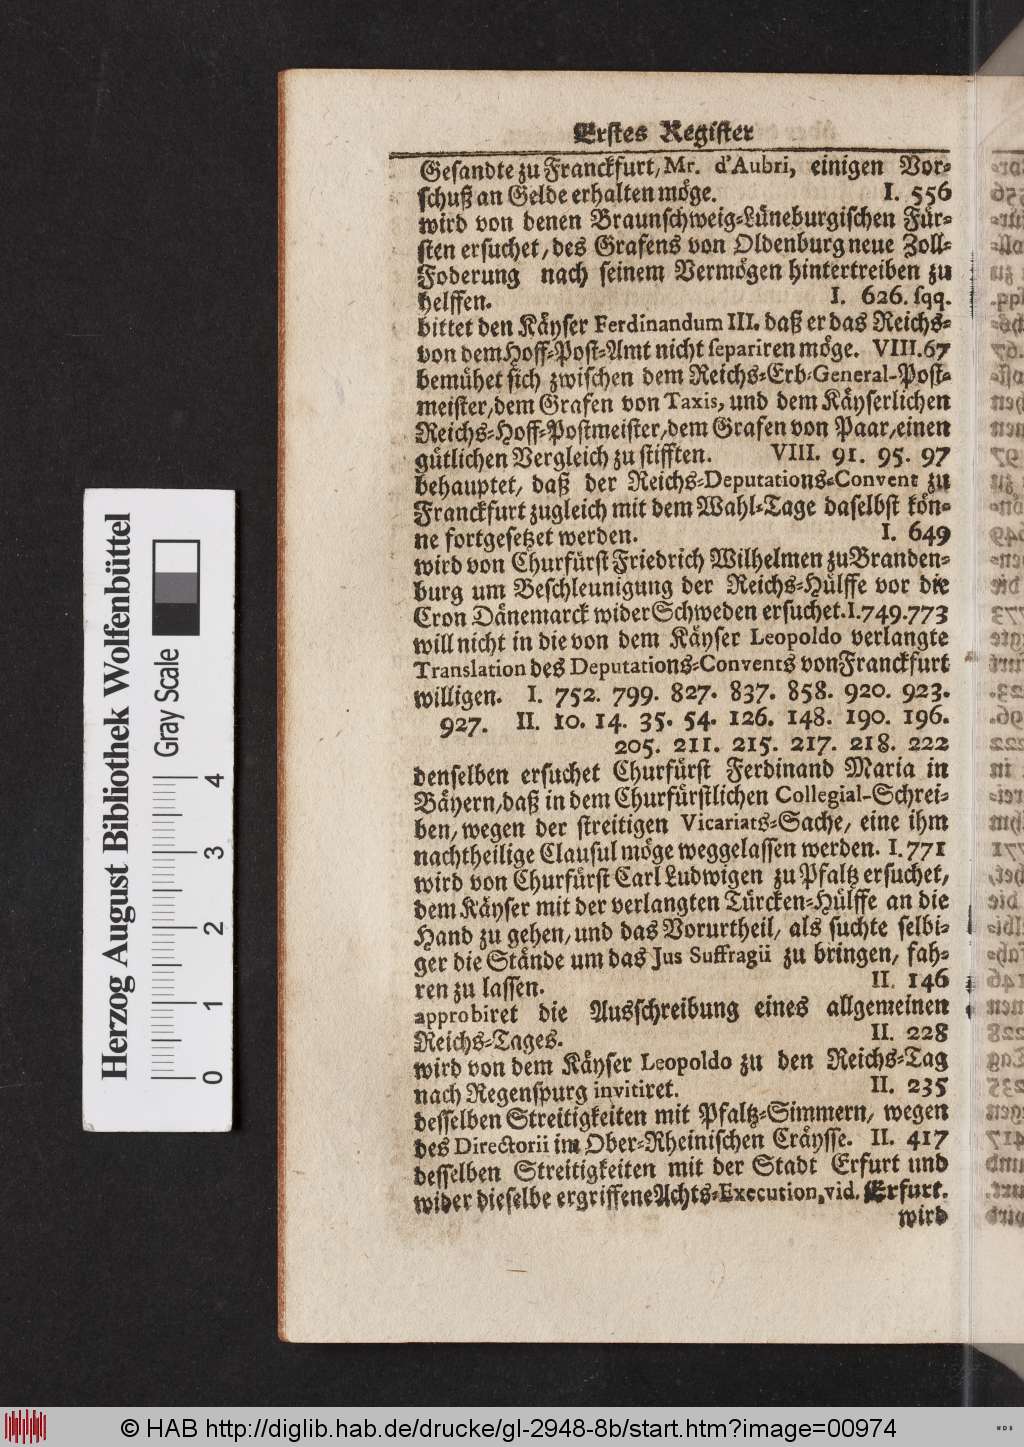 Erstes Register
Gesandte zu Franckfurt, Mr. d'Aubri, einigen Vor-
schuß an Gelde erhalten möge. I. 556
wird von denen Braunschweig-Lüneburgischen Für-
sten ersuchet, des Grafens von Oldenburg neue Zoll-
Foderung nach seinem Vermögen hintertreiben zu
helffen. I. 626. sqq.
bittet den Käyser Ferdinandum III. daß er das Reichs-
von dem Hoff-Post-Amt nicht separiren möge. VIII. 67
bemühet sich zwischen dem Reichs-Erb-General-Post-
meister, dem Grafen von Taxis, und dem Käyserlichen
Reichs-Hoff-Postmeister, dem Grafen von Paar, einen
gütlichen Vergleich zu stifften. VIII. 91. 95. 97
behauptet, daß der Reichs-Deputations-Convent zu
Franckfurt zugleich mit dem Wahl-Tage daselbst kön-
ne fortgesetzet werden. I. 649
wird von Churfürst Friedrich Wilhelmen zu Branden-
burg um Beschleunigung der Reichs-Hülffe vor die
Cron Dänemarck wider Schweden ersuchet. I. 749. 773
will nicht in die von dem Käyser Leopoldo verlangte
Translation des Deputations-Convents von Franckfurt
willigen. I. 752. 799. 827. 837. 858. 920. 923.
927. II. 10. 14. 35. 54. 126. 148. 190. 196.
205. 211. 215. 217. 218. 222
denselben ersuchet Churfürst Ferdinand Maria in
Bäyern, daß in dem Churfürstlichen Collegial-Schrei-
ben, wegen der streitigen Vicariats-Sache, eine ihm
nachtheilige Clausul möge weggelassen werden. I. 771
wird von Churfürst Carl Ludwigen zu Pfaltz ersuchet,
dem Käyser mit der verlangten Türcken-Hülffe an die
Hand zu gehen, und das Vorurtheil, als suchte selbi-
ger die Stände um das Jus Suffragii zu bringen, fah-
ren zu lassen. II. 146
approbiret die Ausschreibung eines allgemeinen
Reichs-Tages. II. 228
wird von dem Käyser Leopoldo zu den Reichs-Tag
nach Regenspurg invitiret. II. 235
desselben Streitigkeiten mit Pfaltz-Simmern, wegen
des Directorii im Ober-Rheinischen Cräysse. II. 417
desselben Streitigkeiten mit der Stadt Erfurt und
wider dieselbe ergriffene Achts-Execution, vid. Erfurt.
wird
Herzog August Bibliothek Wolfenbüttel
Gray Scale
0 1 2 3 4
© HAB http://diglib.hab.de/drucke/gl-2948-8b/start.htm?image=00974